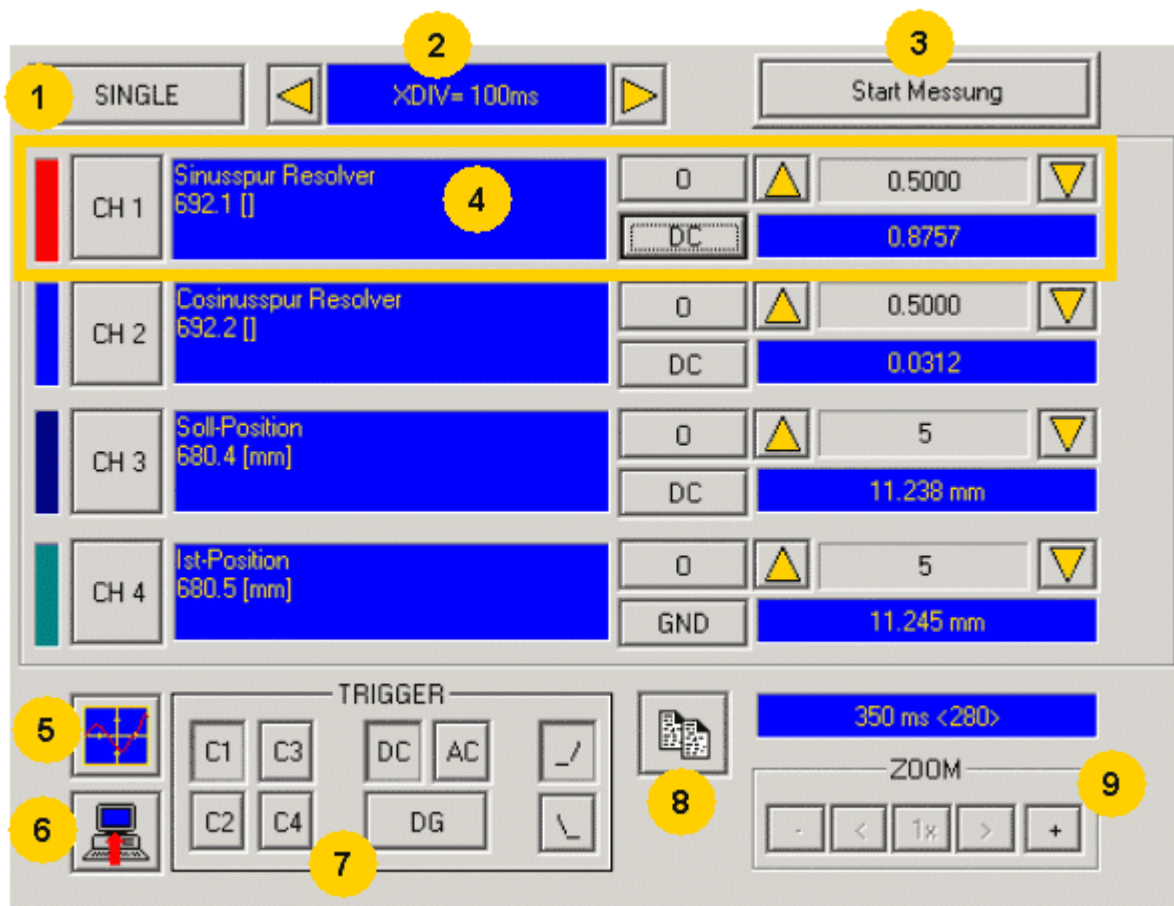 2
3
1
SINGLE
XDIV= 100ms
Start Messung
CH 1
Sinusspur Resolver
692.1 []
4
0
0.5000
DC
0.8757
CH 2
Cosinusspur Resolver
692.2 []
0
0.5000
DC
0.0312
CH 3
Soll-Position
680.4 [mm]
0
5
DC
11.238 mm
CH 4
Ist-Position
680.5 [mm]
0
5
GND
11.245 mm
5
6
TRIGGER
C1
C3
DC
AC
_/
C2
C4
DG
\_
7
8
350 ms <280>
ZOOM
9
-
<
1x
>
+